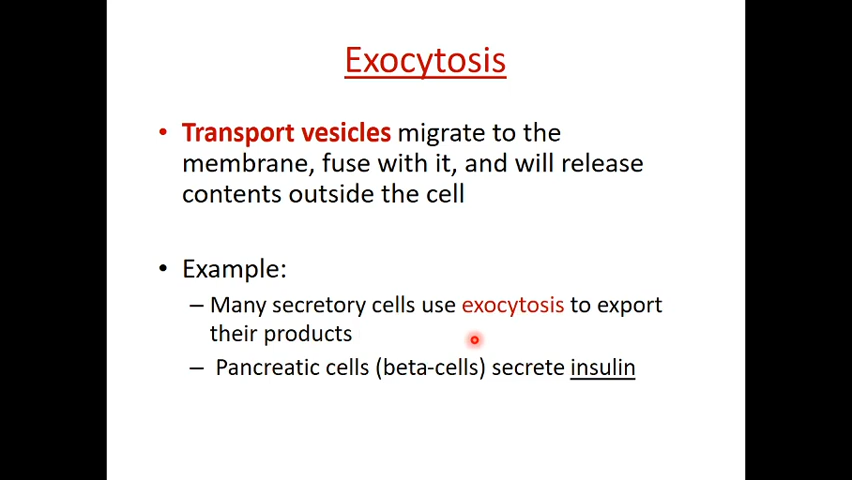 Exocytosis
• Transport vesicles migrate to the
membrane, fuse with it, and will release
contents outside the cell
• Example:
– Many secretory cells use exocytosis to export
their products
– Pancreatic cells (beta-cells) secrete insulin